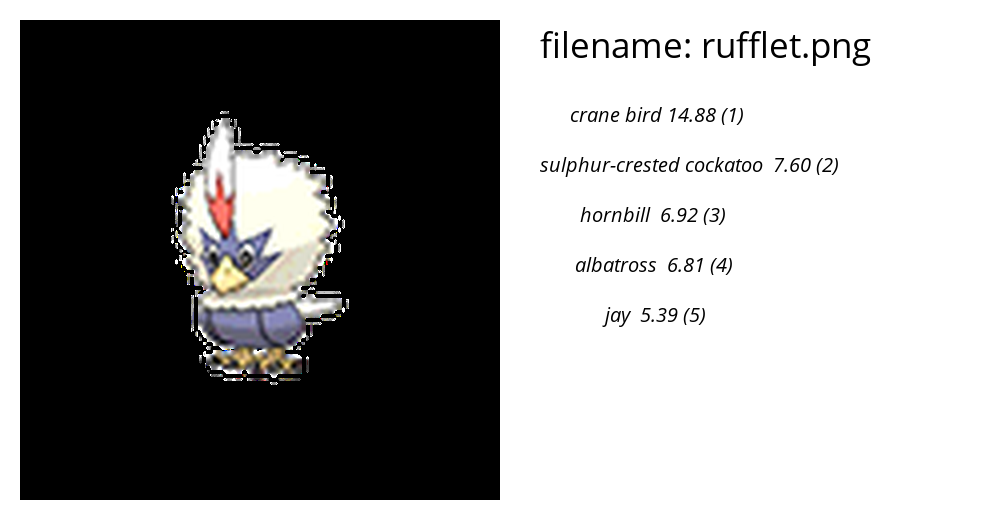 filename: rufflet.png
crane bird 14.88 (1)
sulphur-crested cockatoo 7.60 (2)
hornbill 6.92 (3)
albatross 6.81 (4)
jay 5.39 (5)